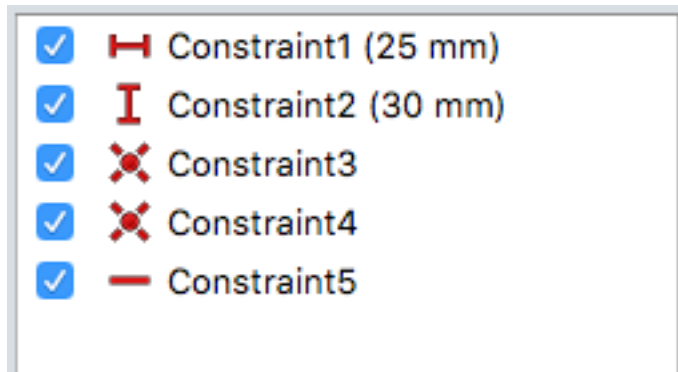 Constraint1 (25 mm)
Constraint2 (30 mm)
Constraint3
Constraint4
Constraint5